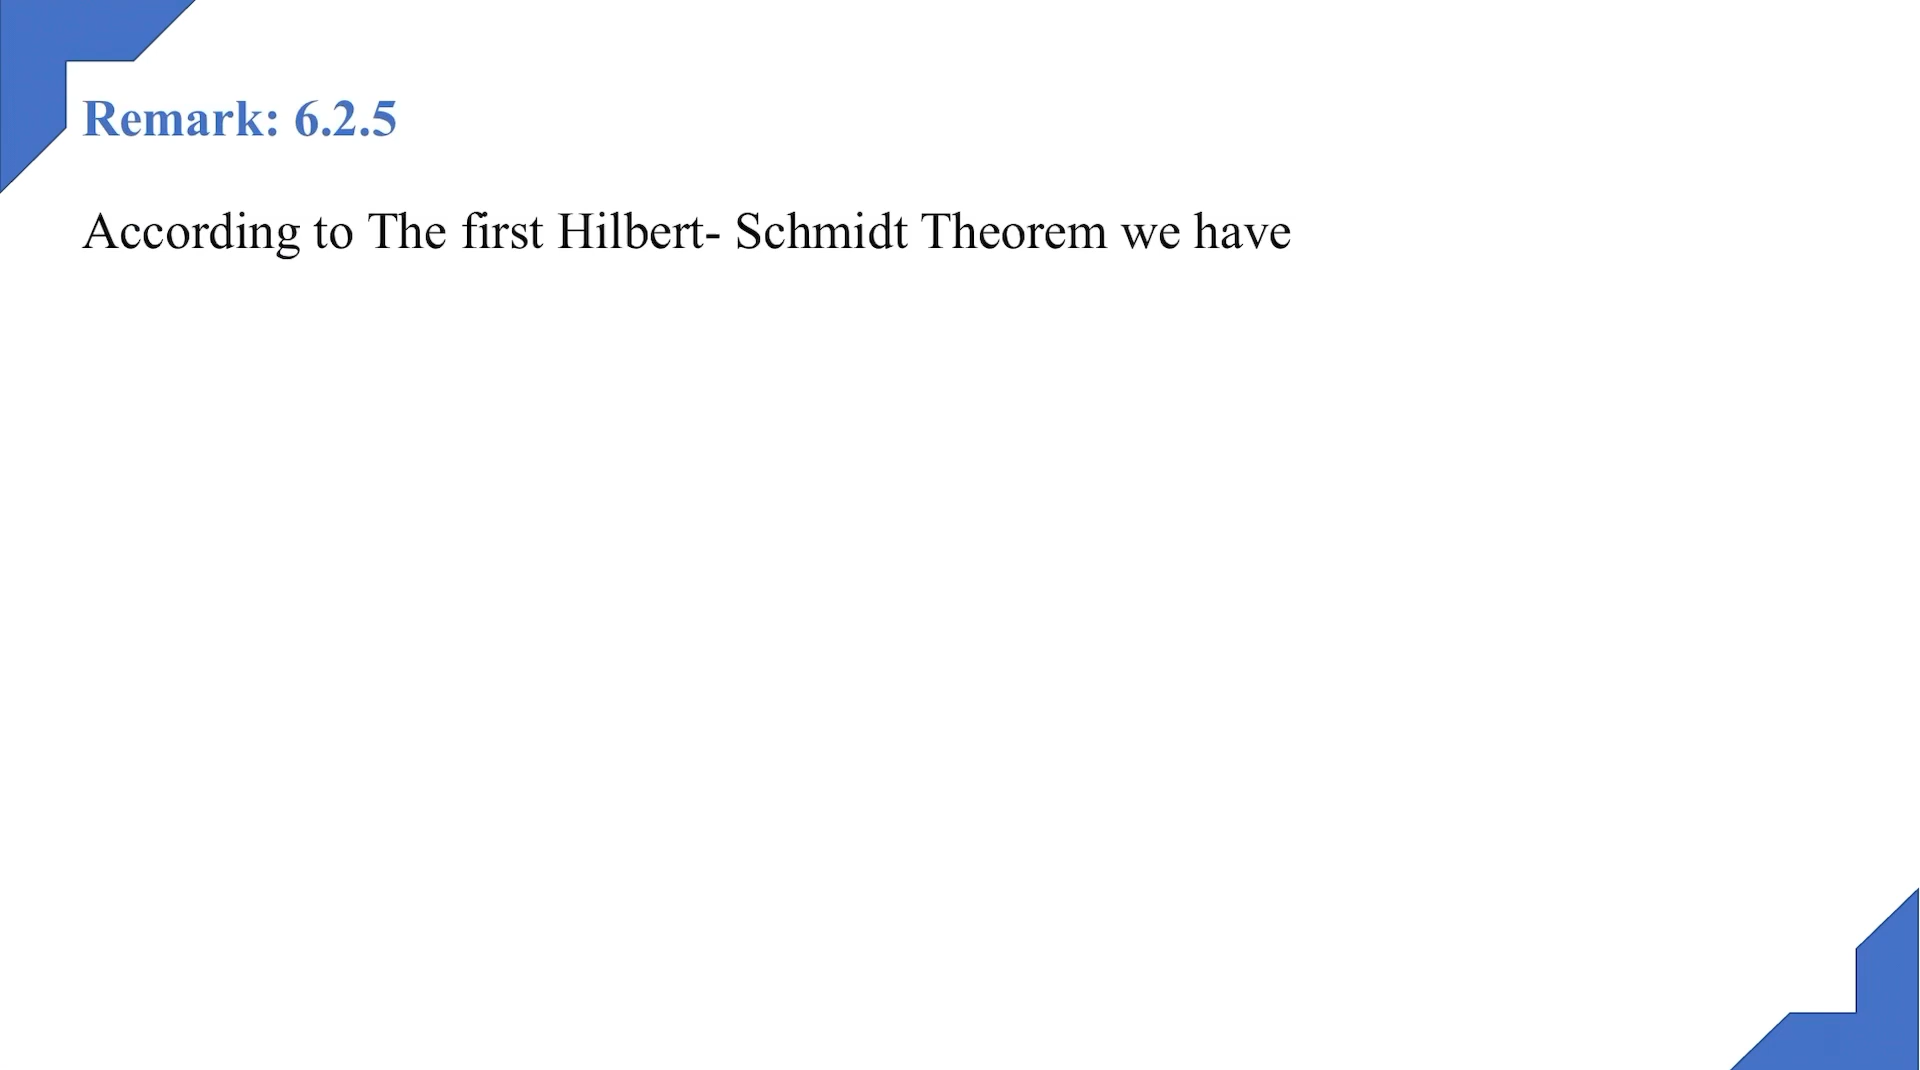 Remark: 6.2.5
According to The first Hilbert- Schmidt Theorem we have